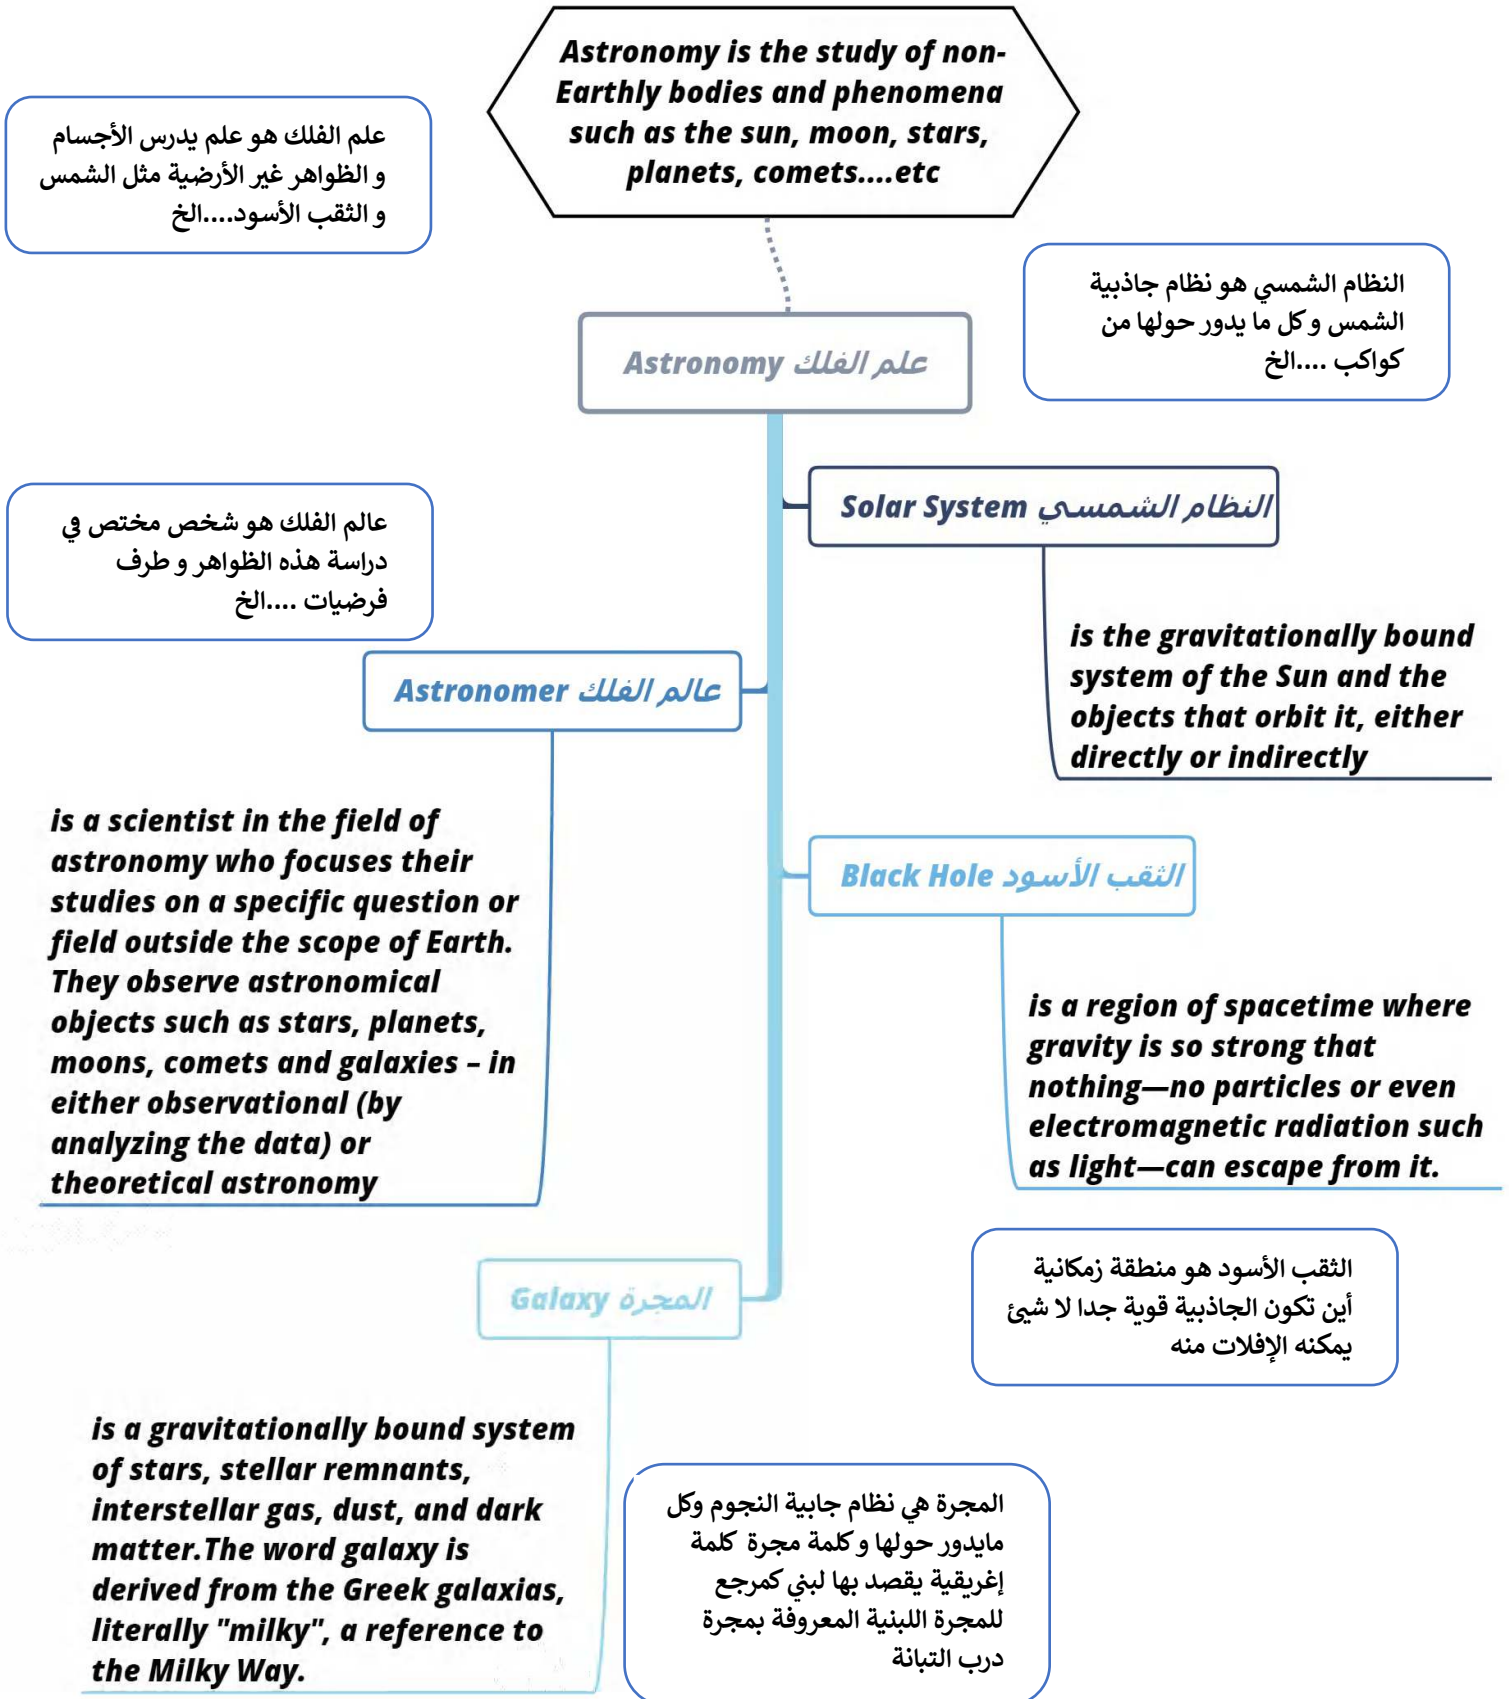 Astronomy is the study of non-
Earthly bodies and phenomena
such as the sun, moon, stars,
planets, comets....etc
علم الفلك هو علم يدرس الأجسام
و الظواهر غير الأرضية مثل الشمس
و الثقب الأسود....الخ
النظام الشمسي هو نظام جاذبية
الشمس وكل ما يدور حولها من
كواكب ....الخ
Astronomy علم الفلك
Solar System النظام الشمسي
عالم الفلك هو شخص مختص في
دراسة هذه الظواهر و طرف
فرضيات ....الخ
is the gravitationally bound
system of the Sun and the
objects that orbit it, either
directly or indirectly
Astronomer عالم الفلك
is a scientist in the field of
astronomy who focuses their
studies on a specific question or
field outside the scope of Earth.
They observe astronomical
objects such as stars, planets,
moons, comets and galaxies – in
either observational (by
analyzing the data) or
theoretical astronomy
Black Hole الثقب الأسود
is a region of spacetime where
gravity is so strong that
nothing—no particles or even
electromagnetic radiation such
as light—can escape from it.
الثقب الأسود هو منطقة زمكانية
أين تكون الجاذبية قوية جدا لا شيئ
يمكنه الإفلات منه
Galaxy المجرة
is a gravitationally bound system
of stars, stellar remnants,
interstellar gas, dust, and dark
matter.The word galaxy is
derived from the Greek galaxias,
literally "milky", a reference to
the Milky Way.
المجرة هي نظام جابية النجوم وكل
مايدور حولها وكلمة مجرة كلمة
إغريقية يقصد بها لبني كمرجع
للمجرة اللبنية المعروفة بمجرة
درب التبانة